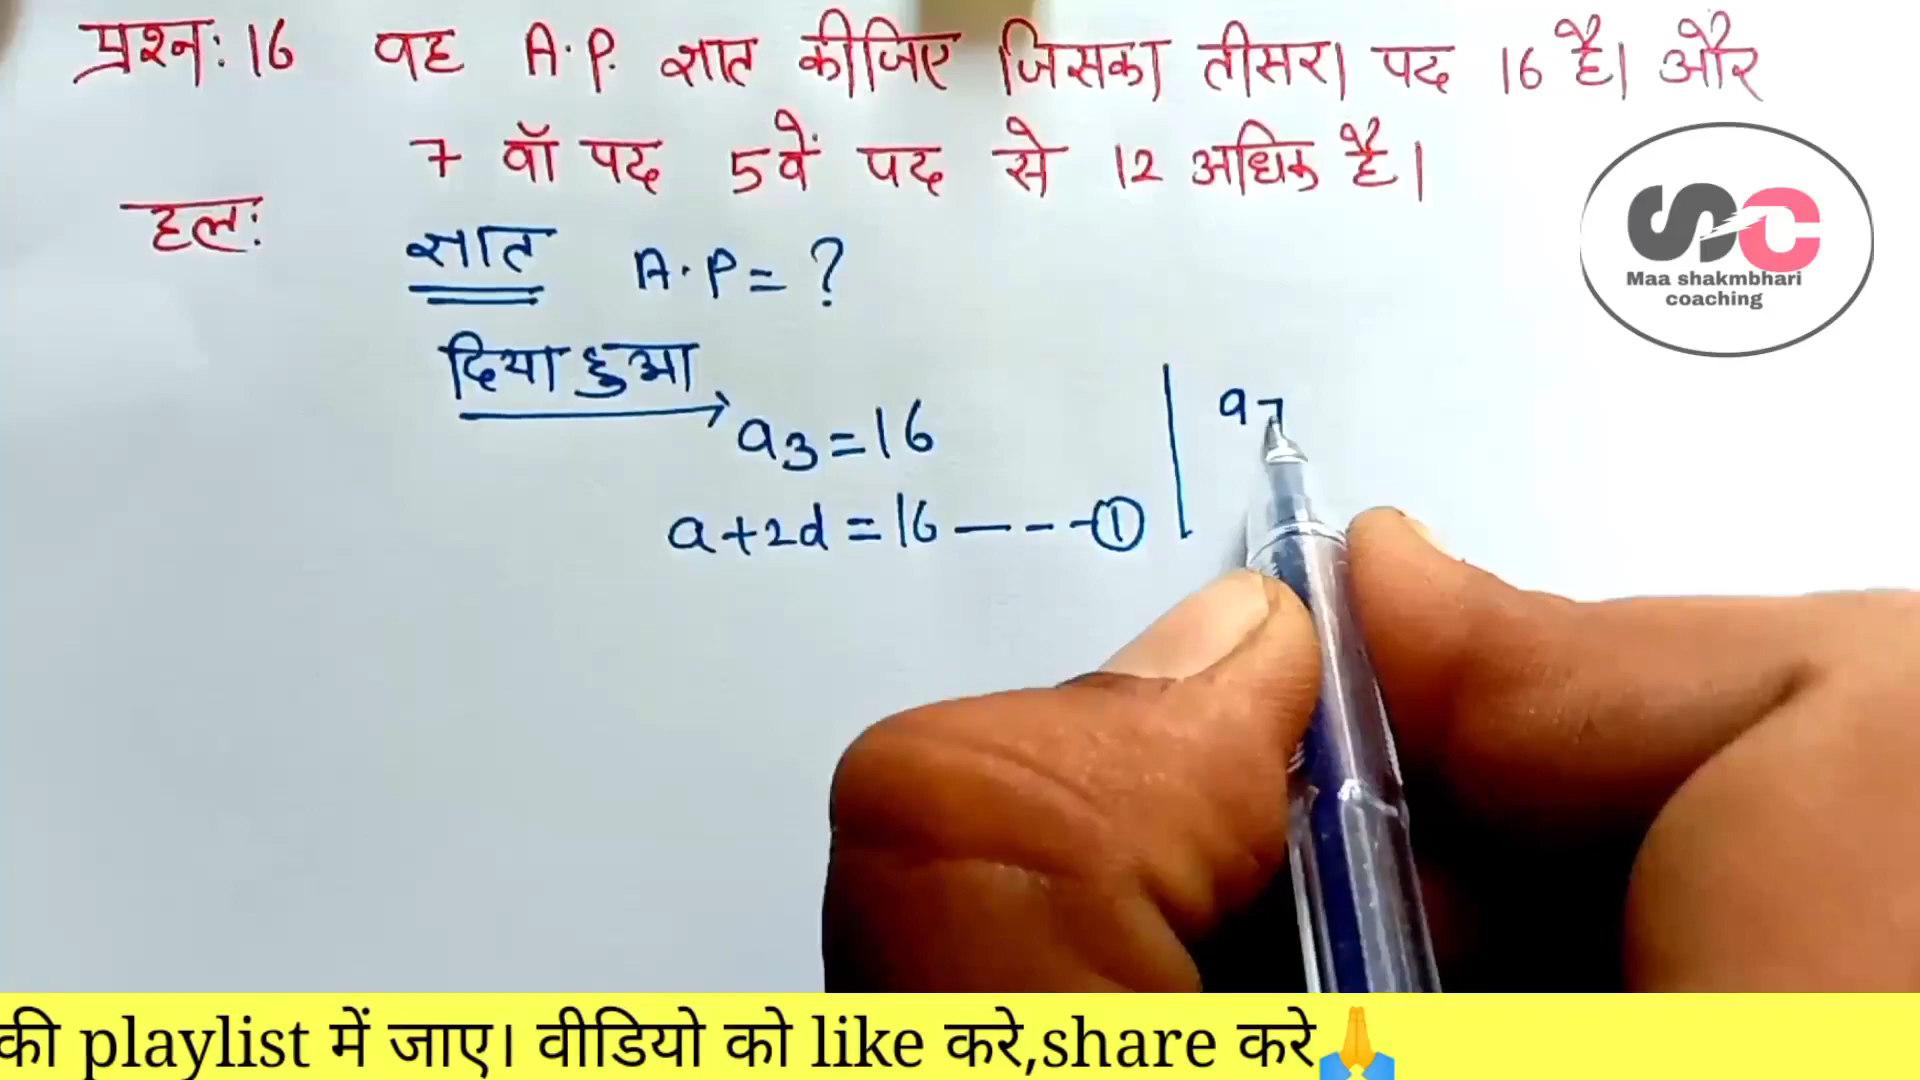 प्रश्न: 16 वह A.P. ज्ञात कीजिए जिसका तीसरा पद 16 है। और
7 वॉ पद 5वें पद से 12 अधिक है।
हल:
ज्ञात A.P = ?
दिया हुआ
a3 = 16
a+2d = 16 --- ①
a7
Maa shakmbhari
coaching
की playlist में जाए। वीडियो को like करे,share करे🙏